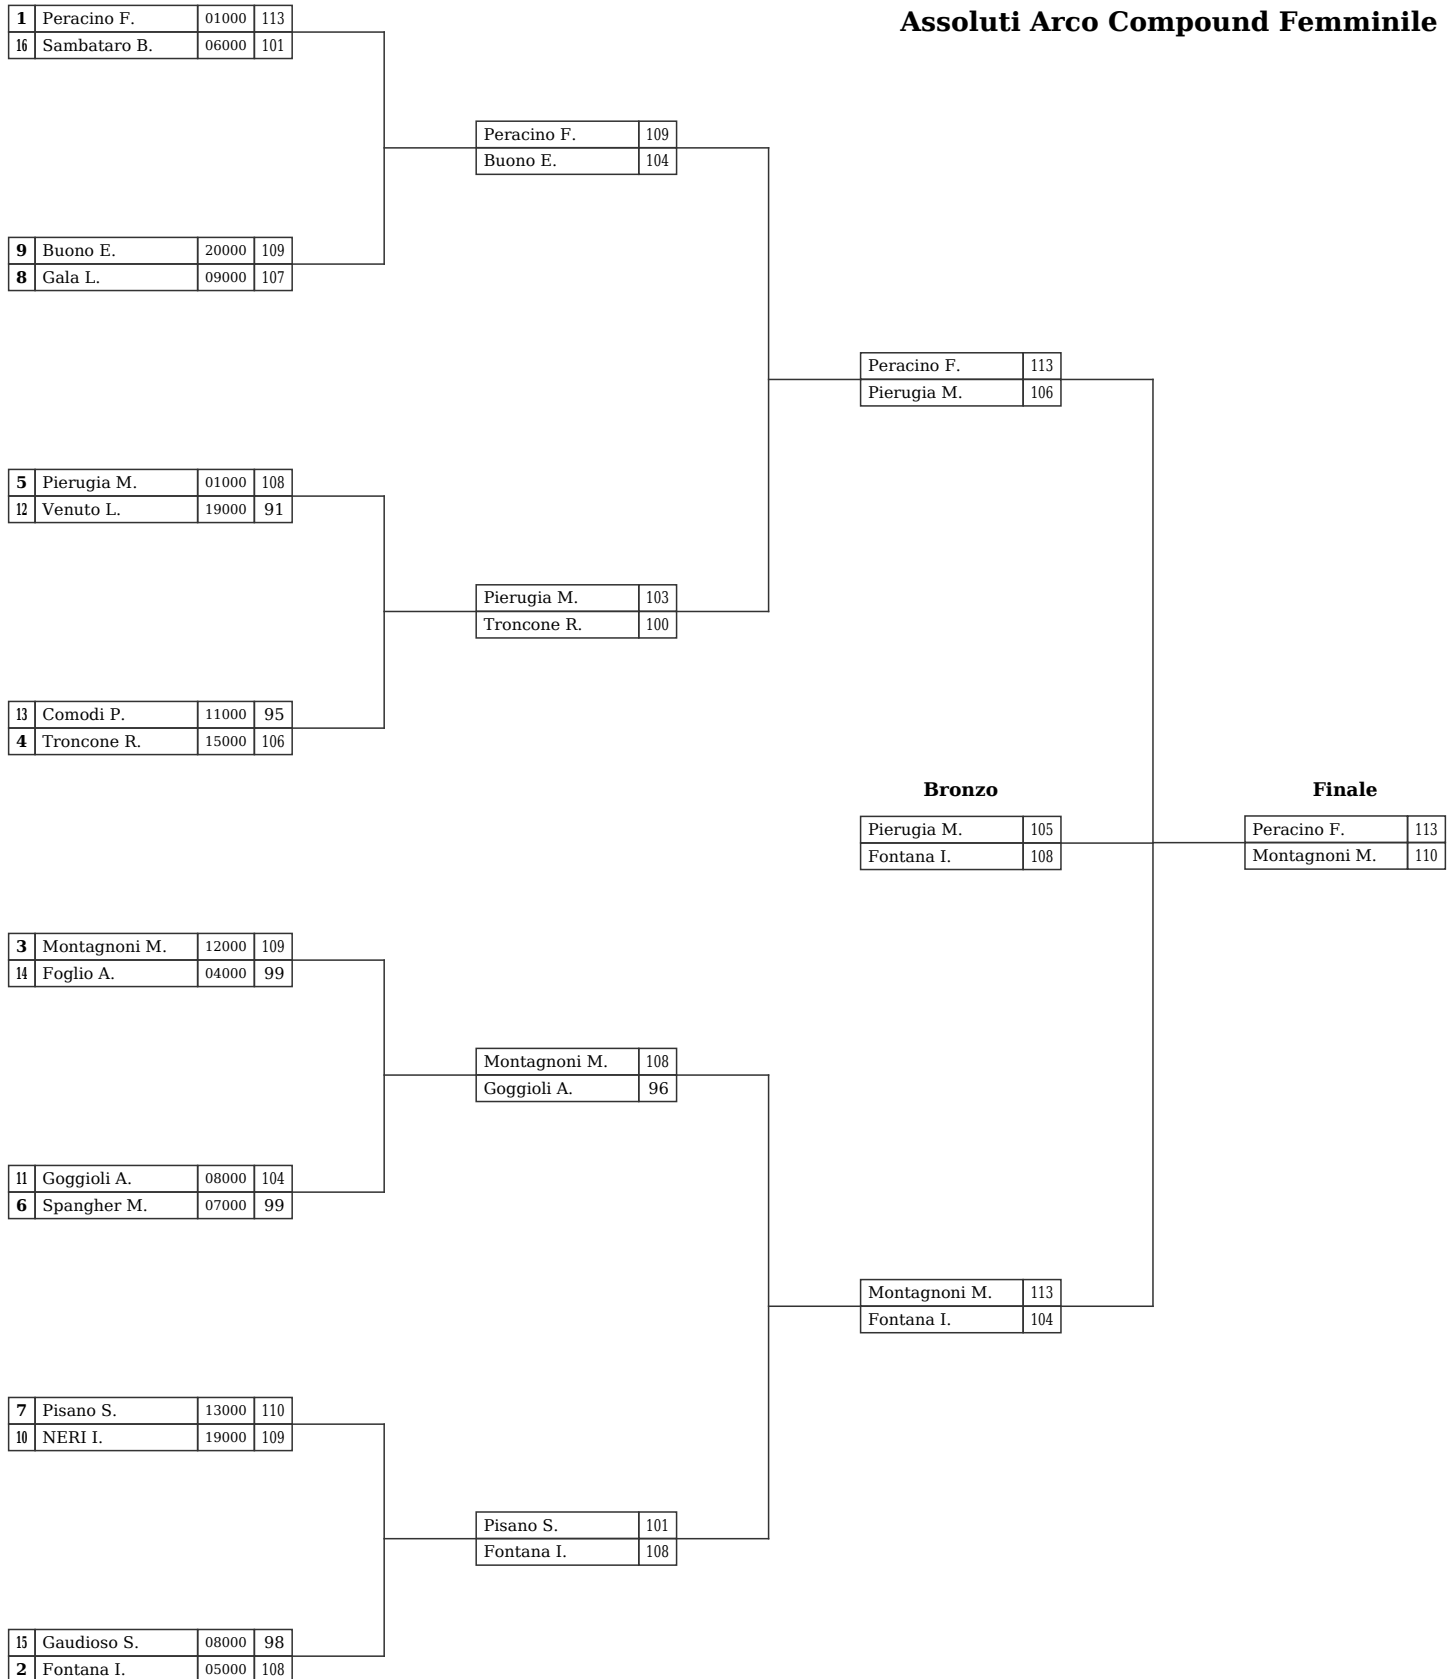 Assoluti Arco Compound Femminile
1 Peracino F. 01000 113
16 Sambataro B. 06000 101
Peracino F. 109
Buono E. 104
9 Buono E. 20000 109
8 Gala L. 09000 107
Peracino F. 113
Pierugia M. 106
5 Pierugia M. 01000 108
12 Venuto L. 19000 91
Pierugia M. 103
Troncone R. 100
13 Comodi P. 11000 95
4 Troncone R. 15000 106
Bronzo
Pierugia M. 105
Fontana I. 108
Finale
Peracino F. 113
Montagnoni M. 110
3 Montagnoni M. 12000 109
14 Foglio A. 04000 99
Montagnoni M. 108
Goggioli A. 96
11 Goggioli A. 08000 104
6 Spangher M. 07000 99
Montagnoni M. 113
Fontana I. 104
7 Pisano S. 13000 110
10 NERI I. 19000 109
Pisano S. 101
Fontana I. 108
15 Gaudioso S. 08000 98
2 Fontana I. 05000 108